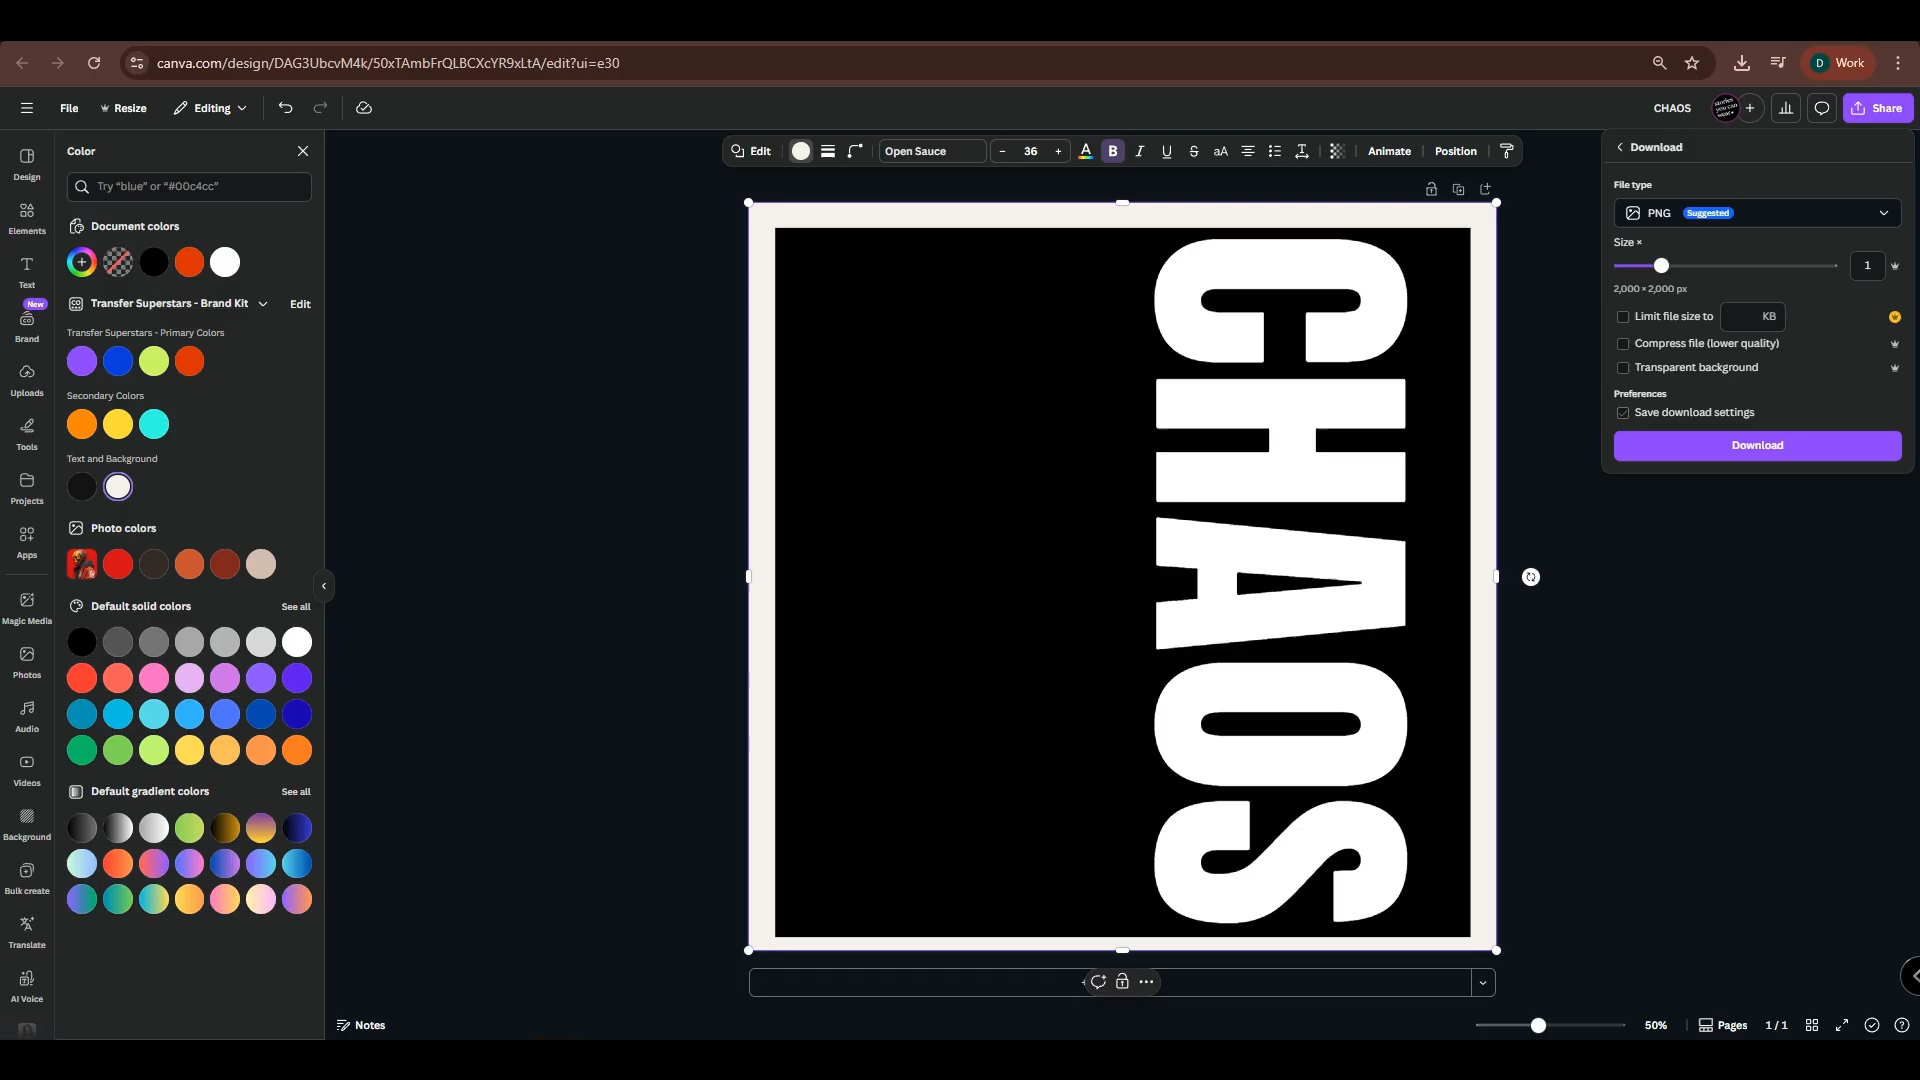 canva.com/design/DAG3UbcvM4k/50xTAmbFrQLBCXcYR9xLtA/edit?ui=e30
D
Work
File
Resize
Editing
CHAOS
stories you can wear
Share
Design
Elements
Text
New
Brand
Uploads
Tools
Projects
Apps
Magic Media
Photos
Audio
Videos
Background
Bulk create
Translate
AI Voice
Color
Try “blue” or “#00c4cc”
Document colors
Transfer Superstars - Brand Kit
Edit
Transfer Superstars - Primary Colors
Secondary Colors
Text and Background
Photo colors
Default solid colors
See all
Default gradient colors
See all
Edit
Open Sauce
– 36 +
A
B
I
U
S
aA
T
Animate
Position
CHAOS
Download
File type
PNG
Suggested
Size ×
1
2,000 × 2,000 px
Limit file size to
KB
Compress file (lower quality)
Transparent background
Preferences
Save download settings
Download
Notes
50%
Pages
1 / 1